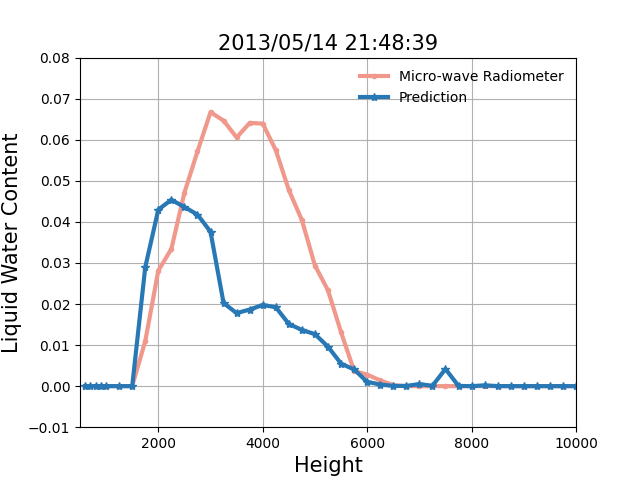 2013/05/14 21:48:39
Micro-wave Radiometer
Prediction
0.08
0.07
0.06
0.05
0.04
0.03
0.02
0.01
0.00
−0.01
Liquid Water Content
2000 4000 6000 8000 10000
Height